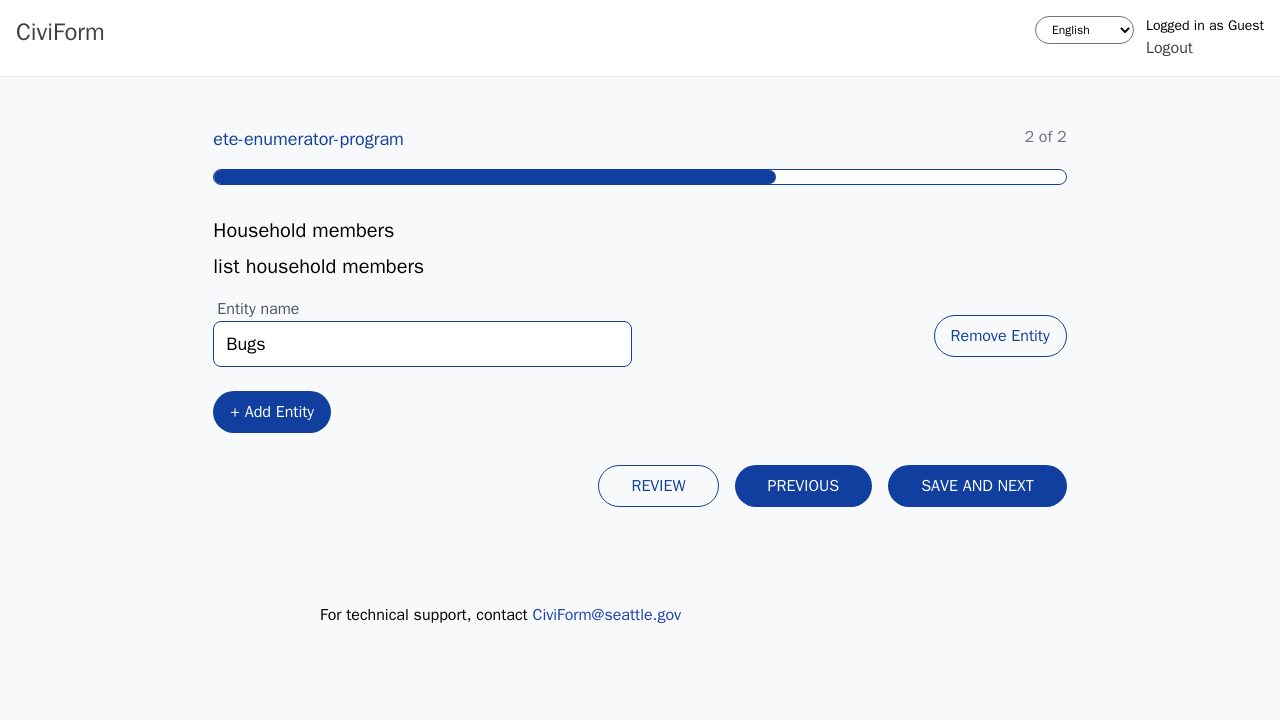 CiviForm
English
Logged in as Guest
Logout
ete-enumerator-program
2 of 2
Household members
list household members
Entity name
Bugs
Remove Entity
+ Add Entity
REVIEW
PREVIOUS
SAVE AND NEXT
For technical support, contact CiviForm@seattle.gov